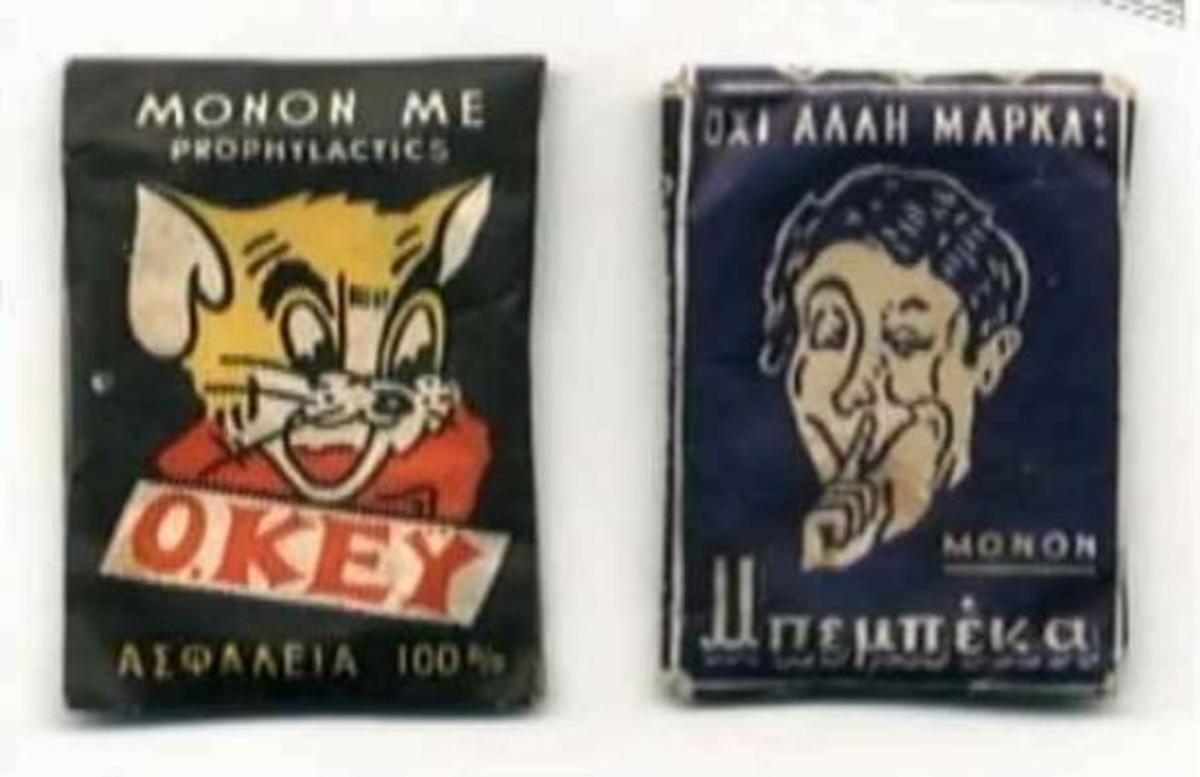 ΜΟΝΟΝ ΜΕ
PROPHYLACTICS
O.KEY
ΑΣΦΑΛΕΙΑ 100%
ΟΧΙ ΑΛΛΗ ΜΑΡΚΑ!
ΜΟΝΟΝ
Μπεμπέκα